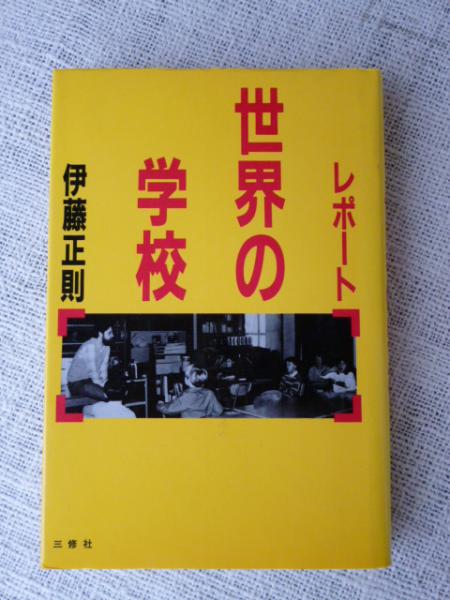 レポート
世界の
学校
伊藤正則
三修社